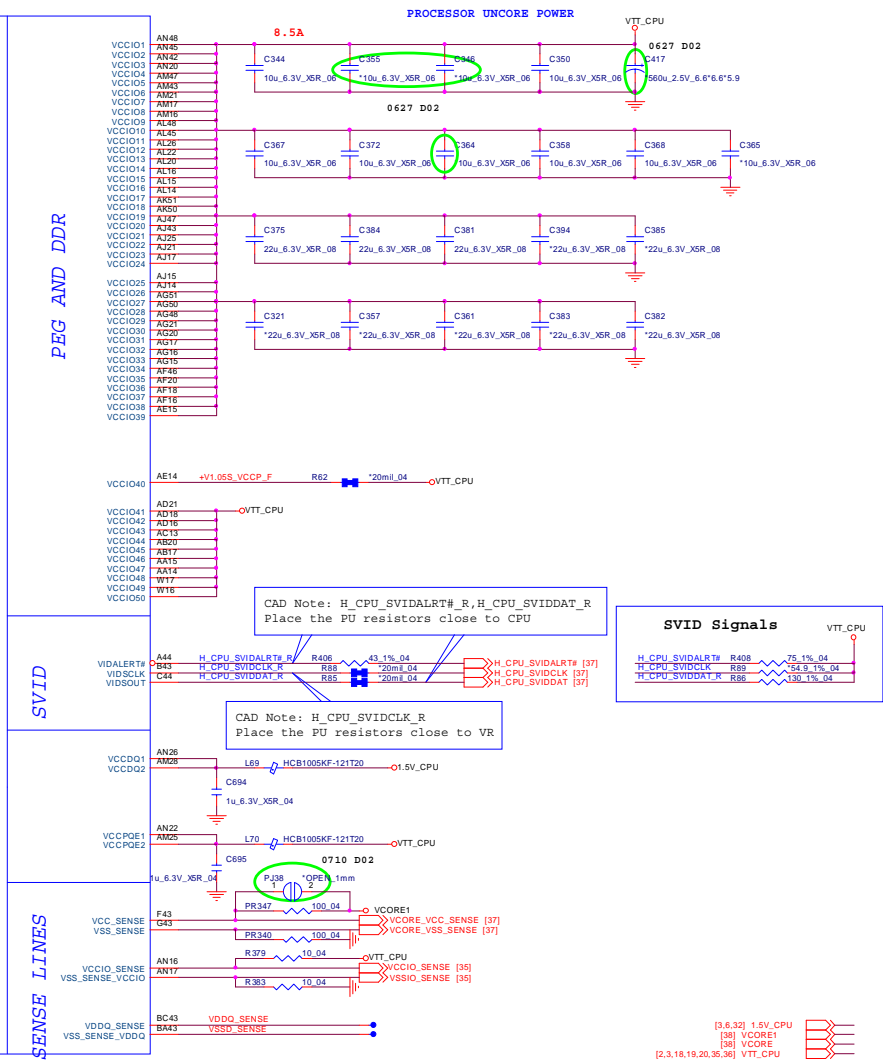 PROCESSOR UNCORE POWER
VTT_CPU
8.5A
0627 D02
C344
10u_6.3V_X5R_06
C355
*10u_6.3V_X5R_06
C346
*10u_6.3V_X5R_06
C350
10u_6.3V_X5R_06
C417
*560u_2.5V_6.6*6.6*5.9
0627 D02
C367
10u_6.3V_X5R_06
C372
10u_6.3V_X5R_06
C364
10u_6.3V_X5R_06
C358
10u_6.3V_X5R_06
C368
10u_6.3V_X5R_06
C365
*10u_6.3V_X5R_06
C375
22u_6.3V_X5R_08
C384
22u_6.3V_X5R_08
C381
22u_6.3V_X5R_08
C394
*22u_6.3V_X5R_08
C385
*22u_6.3V_X5R_08
C321
*22u_6.3V_X5R_08
C357
*22u_6.3V_X5R_08
C361
*22u_6.3V_X5R_08
C383
*22u_6.3V_X5R_08
C382
*22u_6.3V_X5R_08
PEG AND DDR
VCCIO1 AN48
VCCIO2 AN45
VCCIO3 AN42
VCCIO4 AN20
VCCIO5 AM47
VCCIO6 AM43
VCCIO7 AM21
VCCIO8 AM17
VCCIO9 AM16
VCCIO10 AL48
VCCIO11 AL45
VCCIO12 AL26
VCCIO13 AL22
VCCIO14 AL20
VCCIO15 AL16
VCCIO16 AL15
VCCIO17 AL14
VCCIO18 AK51
VCCIO19 AK50
VCCIO20 AJ47
VCCIO21 AJ43
VCCIO22 AJ25
VCCIO23 AJ21
VCCIO24 AJ17
VCCIO25 AJ15
VCCIO26 AJ14
VCCIO27 AG51
VCCIO28 AG50
VCCIO29 AG48
VCCIO30 AG21
VCCIO31 AG20
VCCIO32 AG17
VCCIO33 AG16
VCCIO34 AG15
VCCIO35 AF46
VCCIO36 AF20
VCCIO37 AF18
VCCIO38 AF16
VCCIO39 AE15
VCCIO40 AE14 +V1.05S_VCCP_F R62 *20mil_04 VTT_CPU
VCCIO41 AD21 VTT_CPU
VCCIO42 AD18
VCCIO43 AD16
VCCIO44 AC13
VCCIO45 AB20
VCCIO46 AB17
VCCIO47 AA15
VCCIO48 AA14
VCCIO49 W17
VCCIO50 W16
CAD Note: H_CPU_SVIDALRT#_R,H_CPU_SVIDDAT_R
Place the PU resistors close to CPU
SVID
VIDALERT# A44 H_CPU_SVIDALRT#_R R406 43_1%_04 H_CPU_SVIDALRT# [37]
VIDSCLK B43 H_CPU_SVIDCLK_R R88 *20mil_04 H_CPU_SVIDCLK [37]
VIDSOUT C44 H_CPU_SVIDDAT_R R85 *20mil_04 H_CPU_SVIDDAT [37]
CAD Note: H_CPU_SVIDCLK_R
Place the PU resistors close to VR
SVID Signals
VTT_CPU
H_CPU_SVIDALRT# R408 75_1%_04
H_CPU_SVIDCLK R89 *54.9_1%_04
H_CPU_SVIDDAT_R R86 130_1%_04
VCCDQ1 AN26
VCCDQ2 AM28 L69 HCB1005KF-121T20 1.5V_CPU
C694
1u_6.3V_X5R_04
VCCPQE1 AN22
VCCPQE2 AM25 L70 HCB1005KF-121T20 VTT_CPU
C695
1u_6.3V_X5R_04
0710 D02
SENSE LINES
PJ38 *OPEN_1mm
1 2
PR347 100_04 VCORE1
VCC_SENSE F43 VCORE_VCC_SENSE [37]
VSS_SENSE G43 VCORE_VSS_SENSE [37]
PR340 100_04
R379 10_04 VTT_CPU
VCCIO_SENSE AN16 VCCIO_SENSE [35]
VSS_SENSE_VCCIO AN17 VSSIO_SENSE [35]
R383 10_04
VDDQ_SENSE BC43 VDDQ_SENSE
VSS_SENSE_VDDQ BA43 VSSD_SENSE
[3,6,32] 1.5V_CPU
[38] VCORE1
[38] VCORE
[2,3,18,19,20,35,36] VTT_CPU